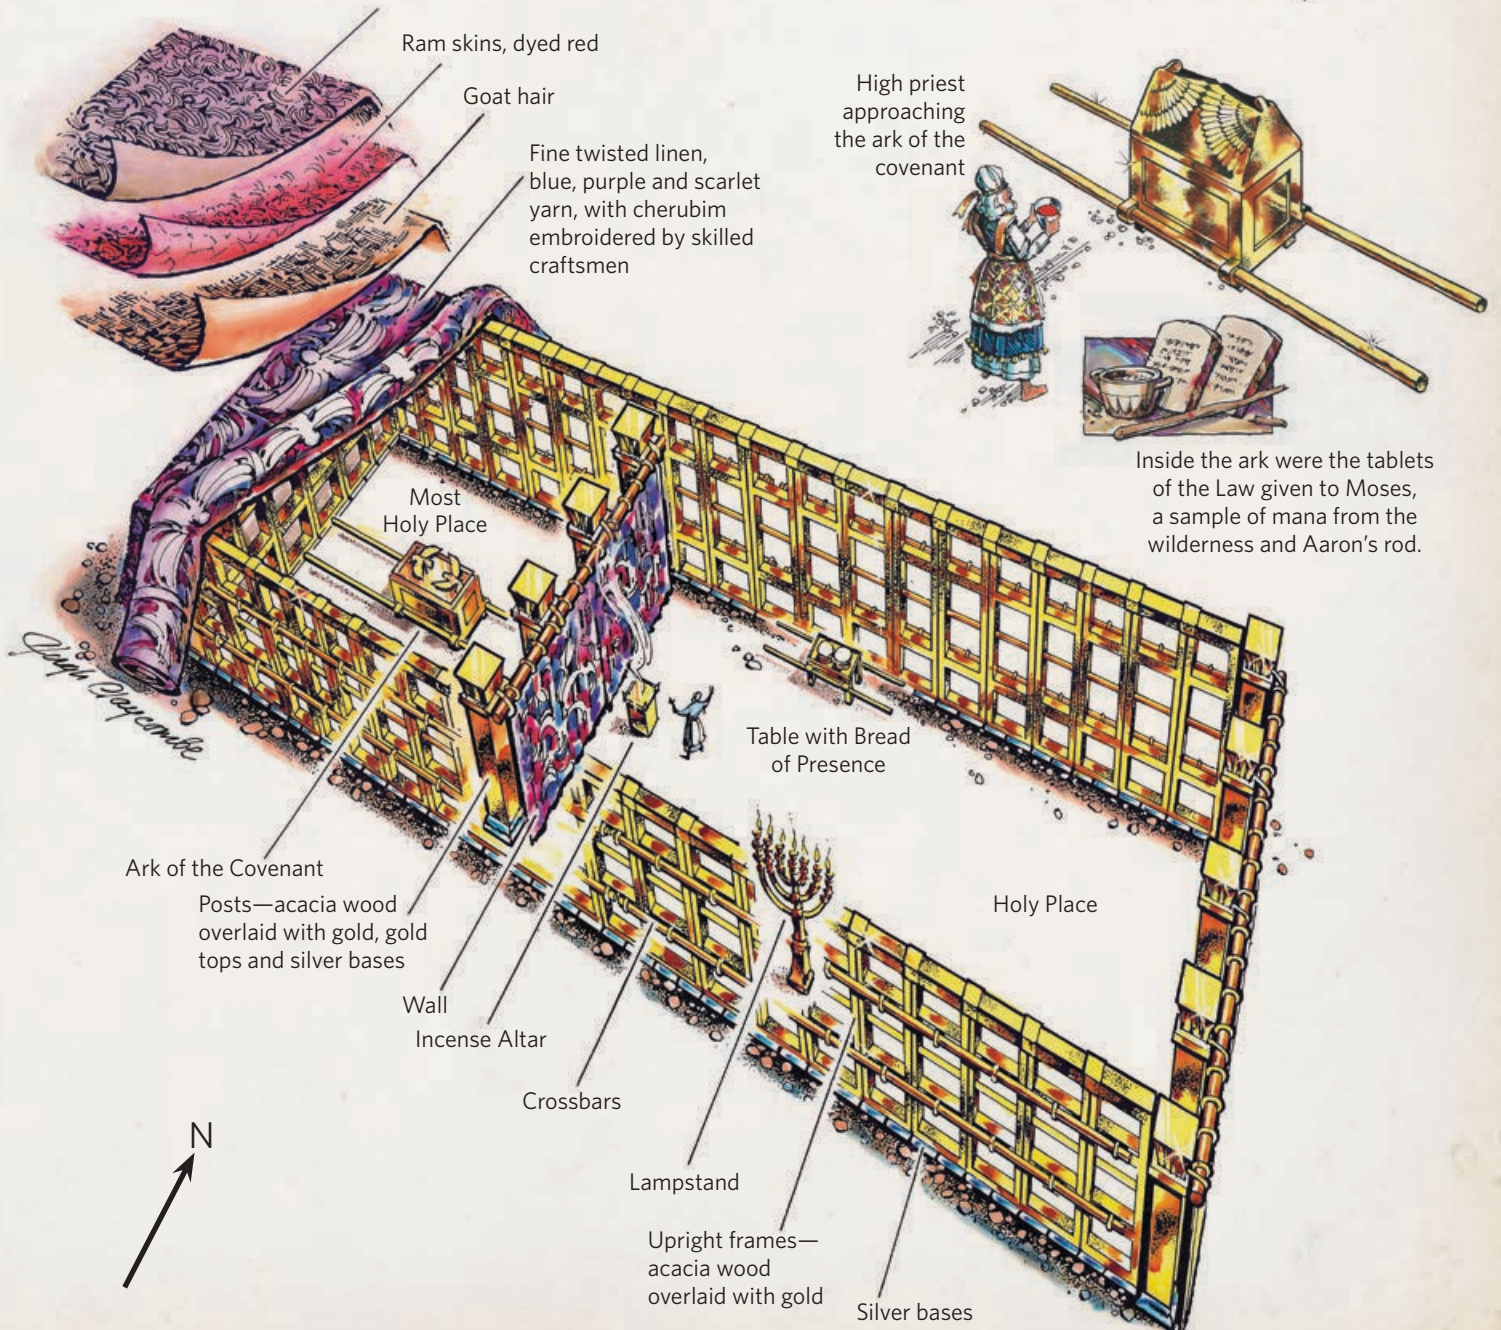 Ram skins, dyed red
Goat hair
Fine twisted linen,
blue, purple and scarlet
yarn, with cherubim
embroidered by skilled
craftsmen
High priest
approaching
the ark of the
covenant
Inside the ark were the tablets
of the Law given to Moses,
a sample of mana from the
wilderness and Aaron’s rod.
Most
Holy Place
Table with Bread
of Presence
Holy Place
Ark of the Covenant
Posts—acacia wood
overlaid with gold, gold
tops and silver bases
Wall
Incense Altar
Crossbars
Lampstand
Upright frames—
acacia wood
overlaid with gold
Silver bases
N
Hugh Claycombe